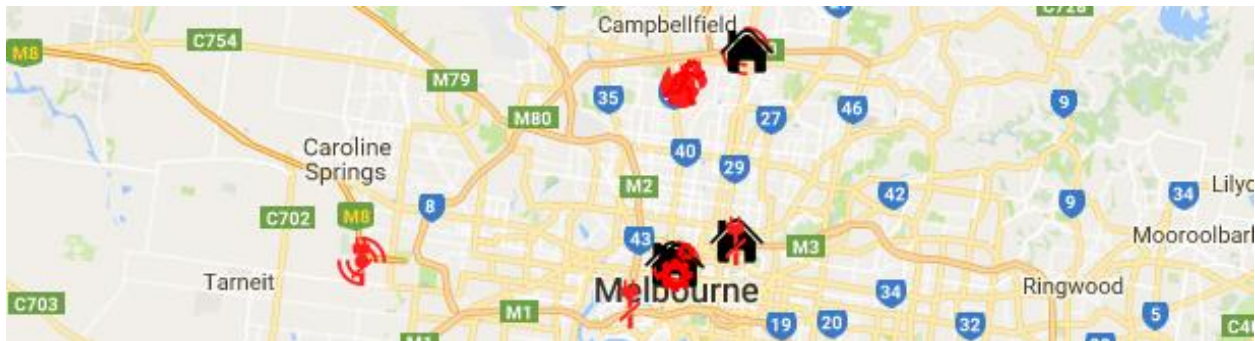 C728
Campbellfield
M8
C754
M79
35
46
9
27
M80
Caroline
Springs
40
29
M2
42
34
Lilyd
9
8
C702
M8
43
M3
Mooroolbark
Tarneit
Melbourne
34
Ringwood
C703
M1
5
19
20
32